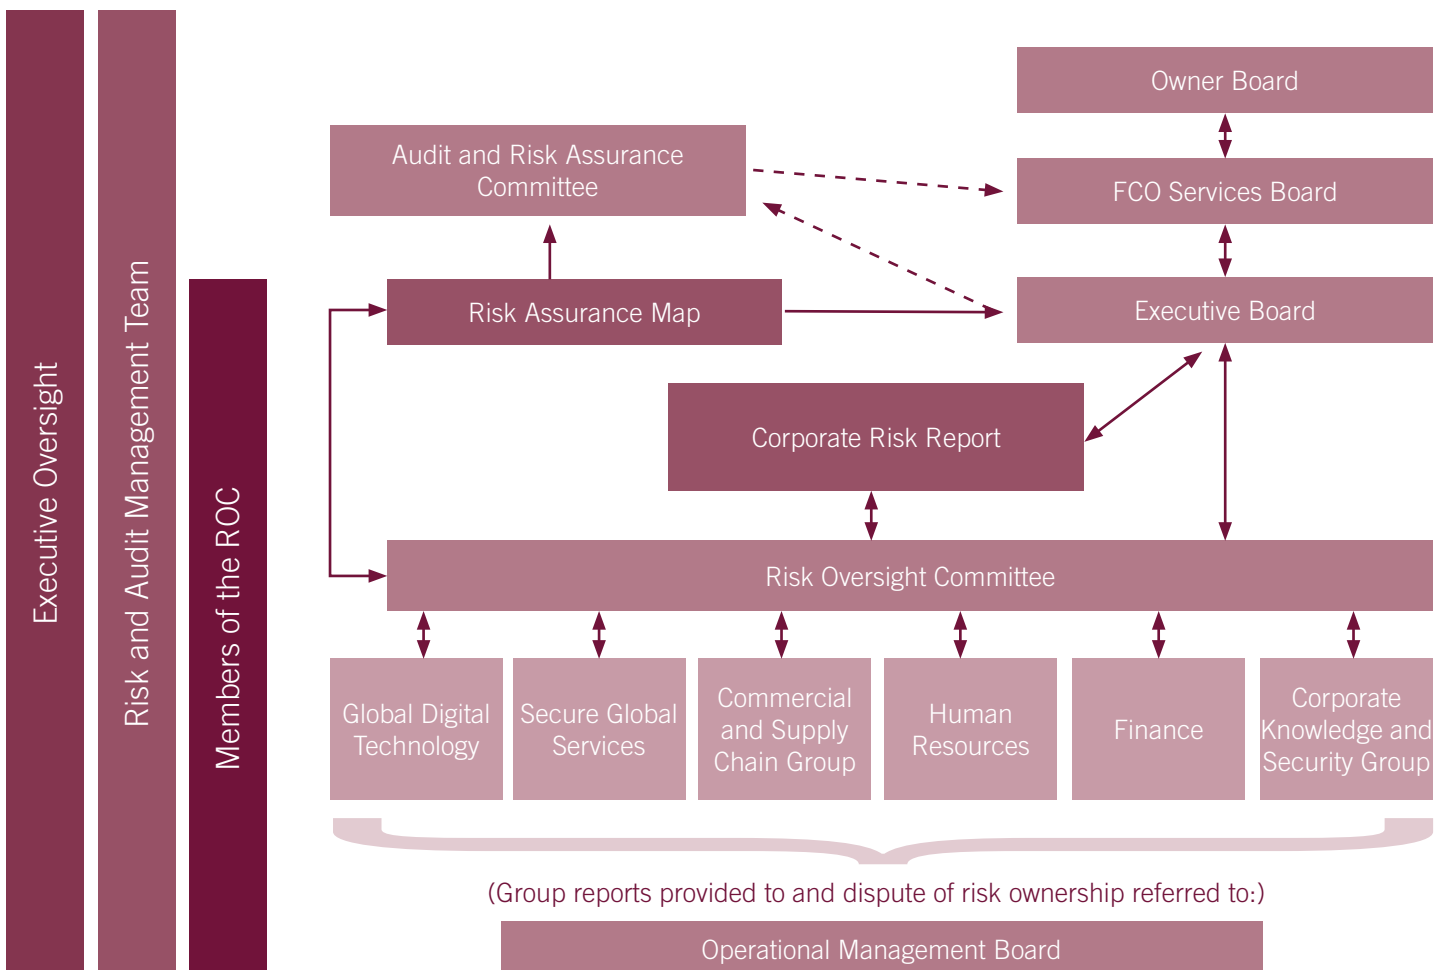 Executive Oversight
Risk and Audit Management Team
Members of the ROC
Owner Board
Audit and Risk Assurance
Committee
FCO Services Board
Risk Assurance Map
Executive Board
Corporate Risk Report
Risk Oversight Committee
Global Digital
Technology
Secure Global
Services
Commercial
and Supply
Chain Group
Human
Resources
Finance
Corporate
Knowledge and
Security Group
(Group reports provided to and dispute of risk ownership referred to:)
Operational Management Board